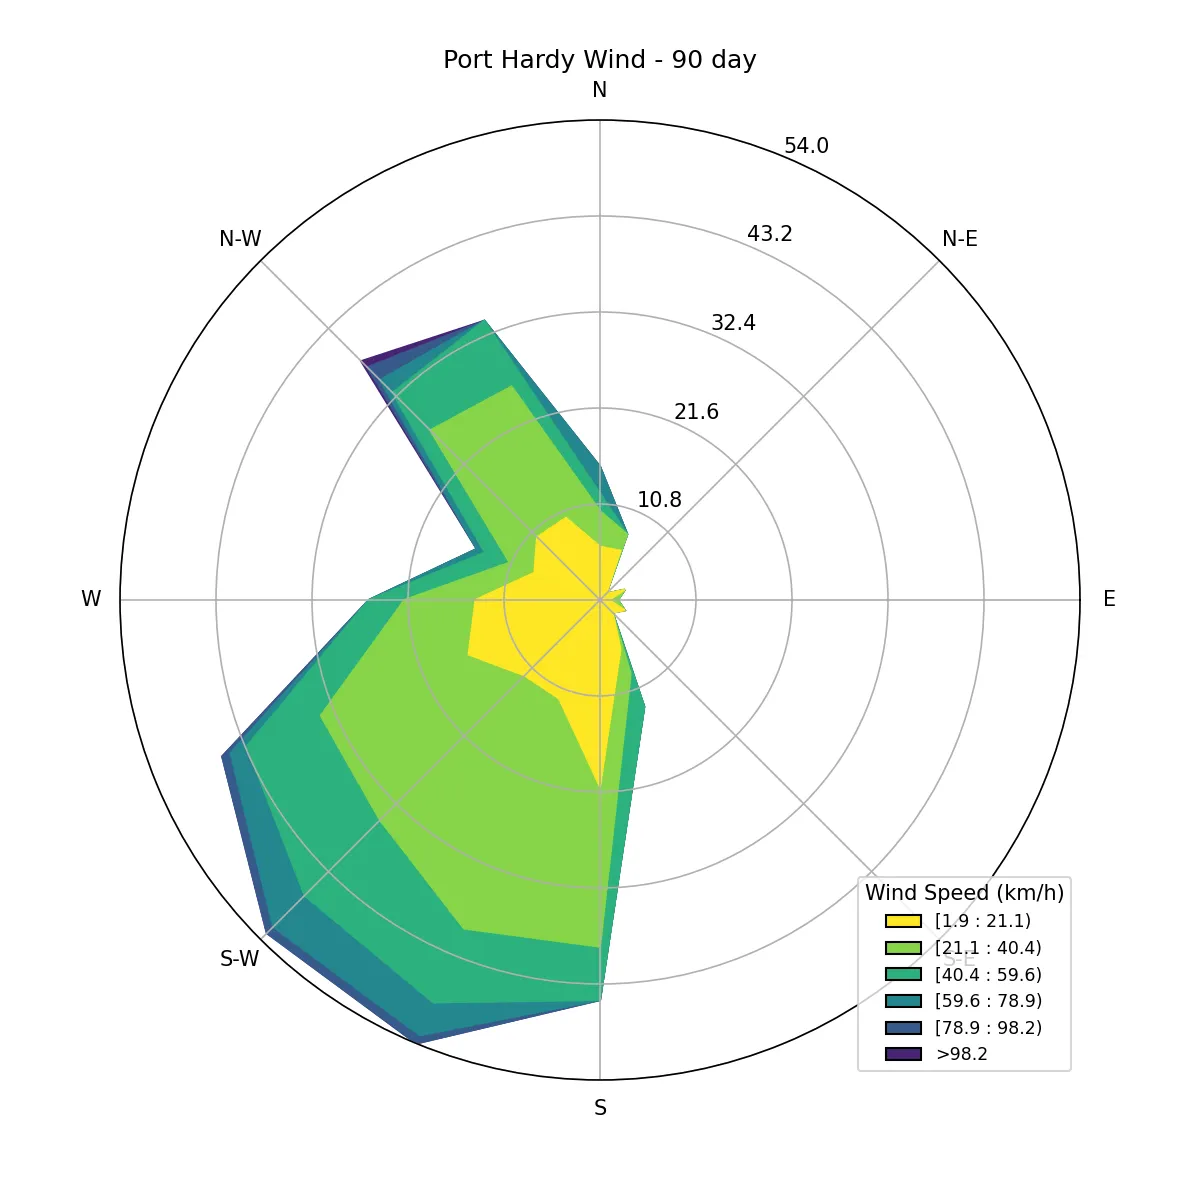 Port Hardy Wind - 90 day
N
54.0
N-W
43.2
N-E
32.4
21.6
10.8
W
E
S-W
S-E
S
Wind Speed (km/h)
[1.9 : 21.1)
[21.1 : 40.4)
[40.4 : 59.6)
[59.6 : 78.9)
[78.9 : 98.2)
>98.2